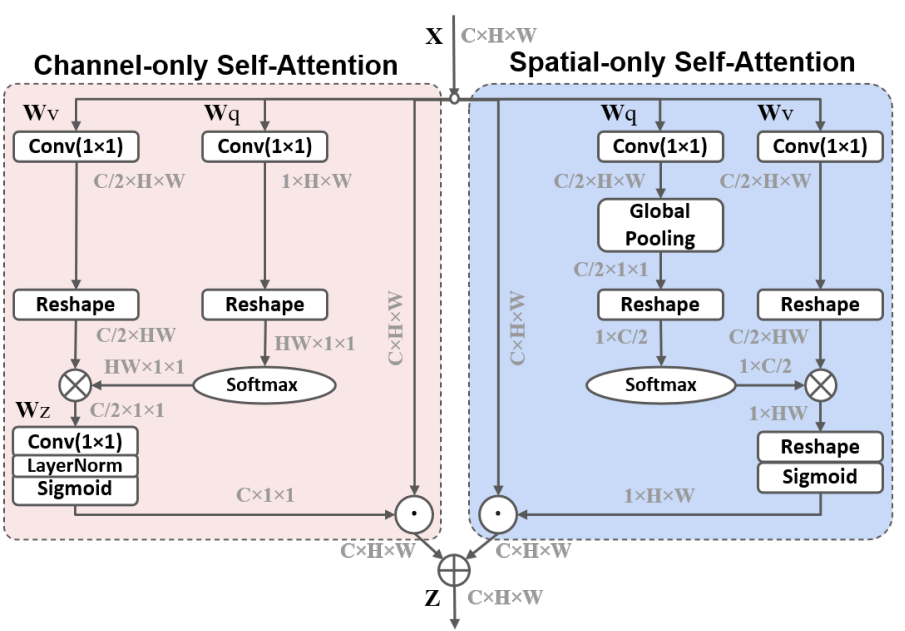 X C×H×W
Channel-only Self-Attention
Spatial-only Self-Attention
Wv
Wq
Wq
Wv
Conv(1×1)
Conv(1×1)
Conv(1×1)
Conv(1×1)
C/2×H×W
1×H×W
C/2×H×W
C/2×H×W
Global
Pooling
C/2×1×1
Reshape
Reshape
C×H×W
C×H×W
Reshape
Reshape
C/2×HW
HW×1×1
1×C/2
C/2×HW
HW×1×1
Softmax
Softmax
1×C/2
Wz
C/2×1×1
1×HW
Conv(1×1)
LayerNorm
Sigmoid
Reshape
Sigmoid
C×1×1
1×H×W
C×H×W
C×H×W
Z C×H×W